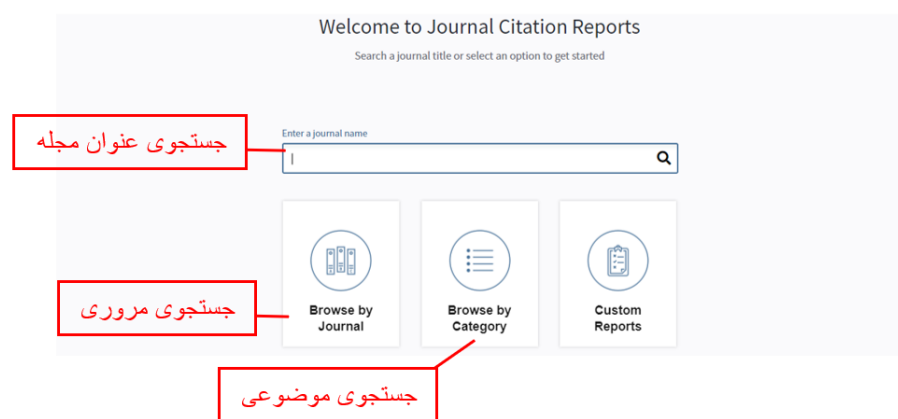 Welcome to Journal Citation Reports
Search a journal title or select an option to get started
Enter a journal name
جستجوی عنوان مجله
Browse by
Journal
Browse by
Category
Custom
Reports
جستجوی مروری
جستجوی موضوعی